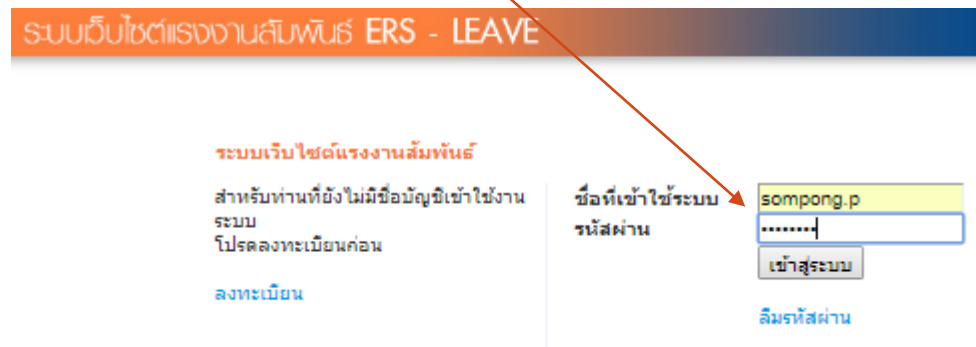 ระบบเว็บไซต์แรงงานสัมพันธ์ ERS - LEAVE
ระบบเว็บไซต์แรงงานสัมพันธ์
สำหรับท่านที่ยังไม่มีชื่อบัญชีเข้าใช้งาน
ระบบ
โปรดลงทะเบียนก่อน
ลงทะเบียน
ชื่อที่เข้าใช้ระบบ sompong.p
รหัสผ่าน ••••••••
เข้าสู่ระบบ
ลืมรหัสผ่าน